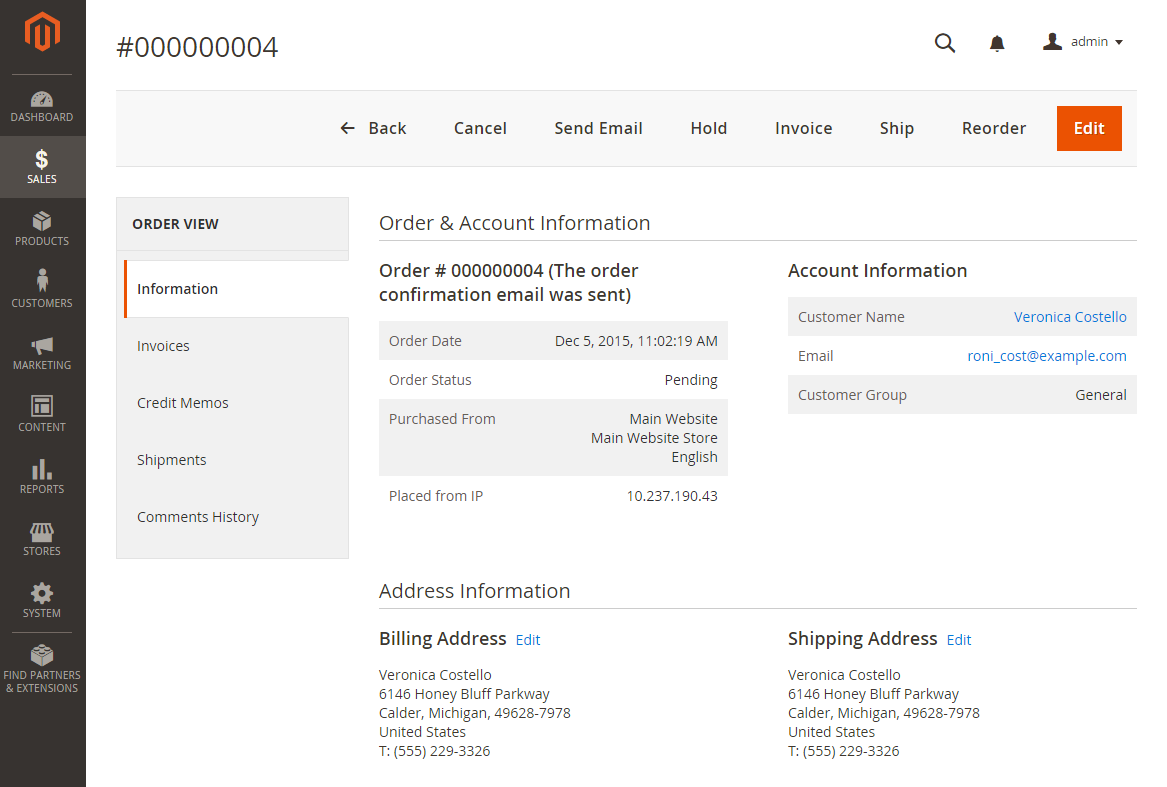 #000000004
admin
DASHBOARD
SALES
PRODUCTS
CUSTOMERS
MARKETING
CONTENT
REPORTS
STORES
SYSTEM
FIND PARTNERS
& EXTENSIONS
Back Cancel Send Email Hold Invoice Ship Reorder Edit
ORDER VIEW
Information
Invoices
Credit Memos
Shipments
Comments History
Order & Account Information
Order # 000000004 (The order
confirmation email was sent)
Order Date Dec 5, 2015, 11:02:19 AM
Order Status Pending
Purchased From Main Website
Main Website Store
English
Placed from IP 10.237.190.43
Account Information
Customer Name Veronica Costello
Email roni_cost@example.com
Customer Group General
Address Information
Billing Address Edit
Veronica Costello
6146 Honey Bluff Parkway
Calder, Michigan, 49628-7978
United States
T: (555) 229-3326
Shipping Address Edit
Veronica Costello
6146 Honey Bluff Parkway
Calder, Michigan, 49628-7978
United States
T: (555) 229-3326